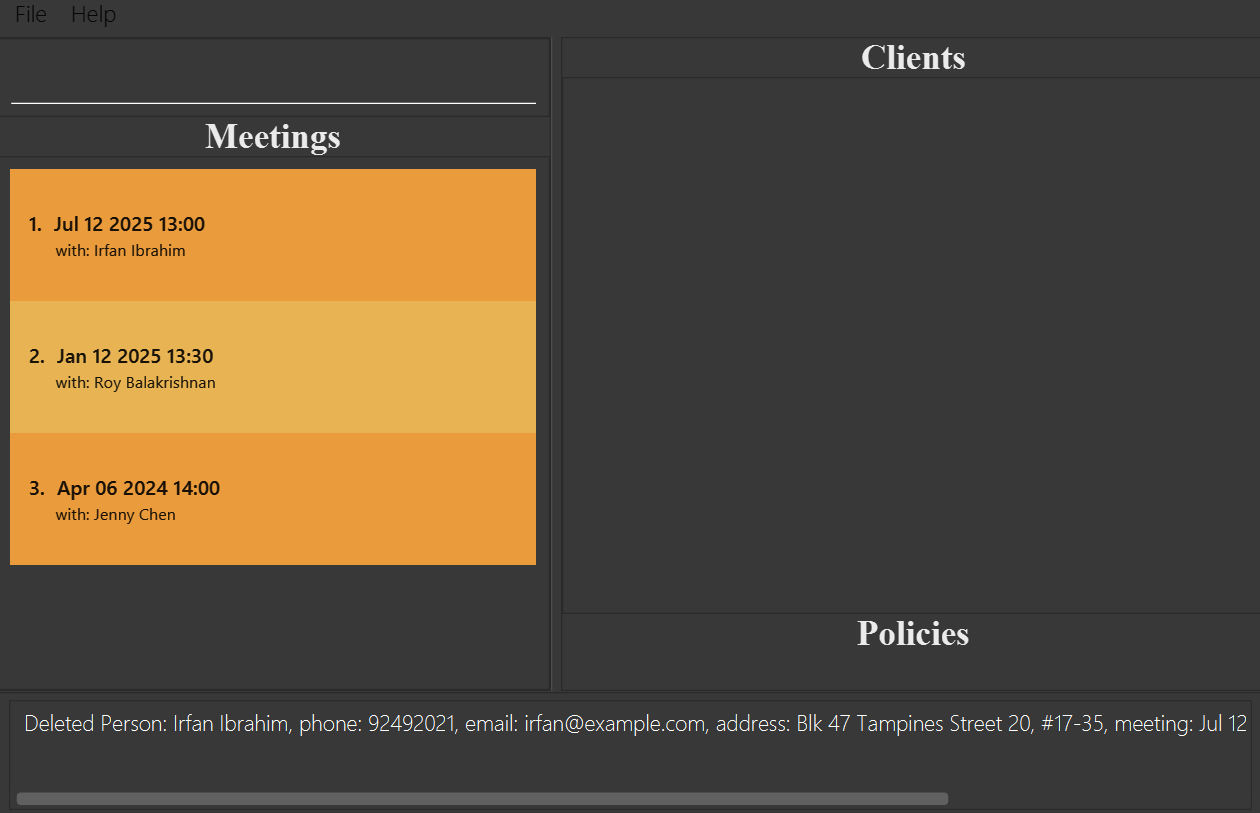 File Help
Meetings
1. Jul 12 2025 13:00
with: Irfan Ibrahim
2. Jan 12 2025 13:30
with: Roy Balakrishnan
3. Apr 06 2024 14:00
with: Jenny Chen
Clients
Policies
Deleted Person: Irfan Ibrahim, phone: 92492021, email: irfan@example.com, address: Blk 47 Tampines Street 20, #17-35, meeting: Jul 12